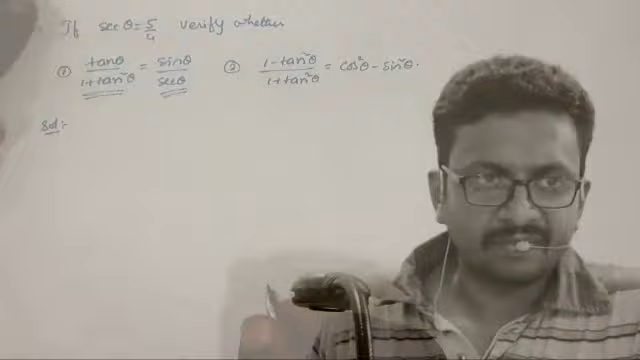 If secθ = 5/4 verify whether
① tanθ/1+tan²θ = sinθ/secθ ② 1-tan²θ/1+tan²θ = cos²θ - sin²θ.
Sol:-